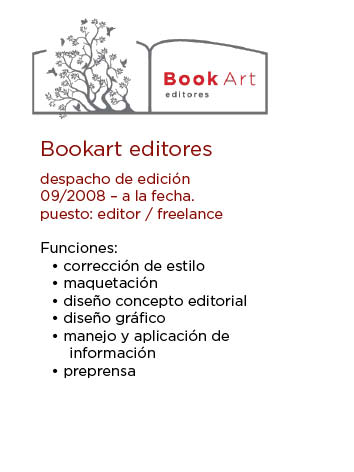 Book Art
editores
Bookart editores
despacho de edición
09/2008 – a la fecha.
puesto: editor / freelance
Funciones:
• corrección de estilo
• maquetación
• diseño concepto editorial
• diseño gráfico
• manejo y aplicación de
información
• preprensa